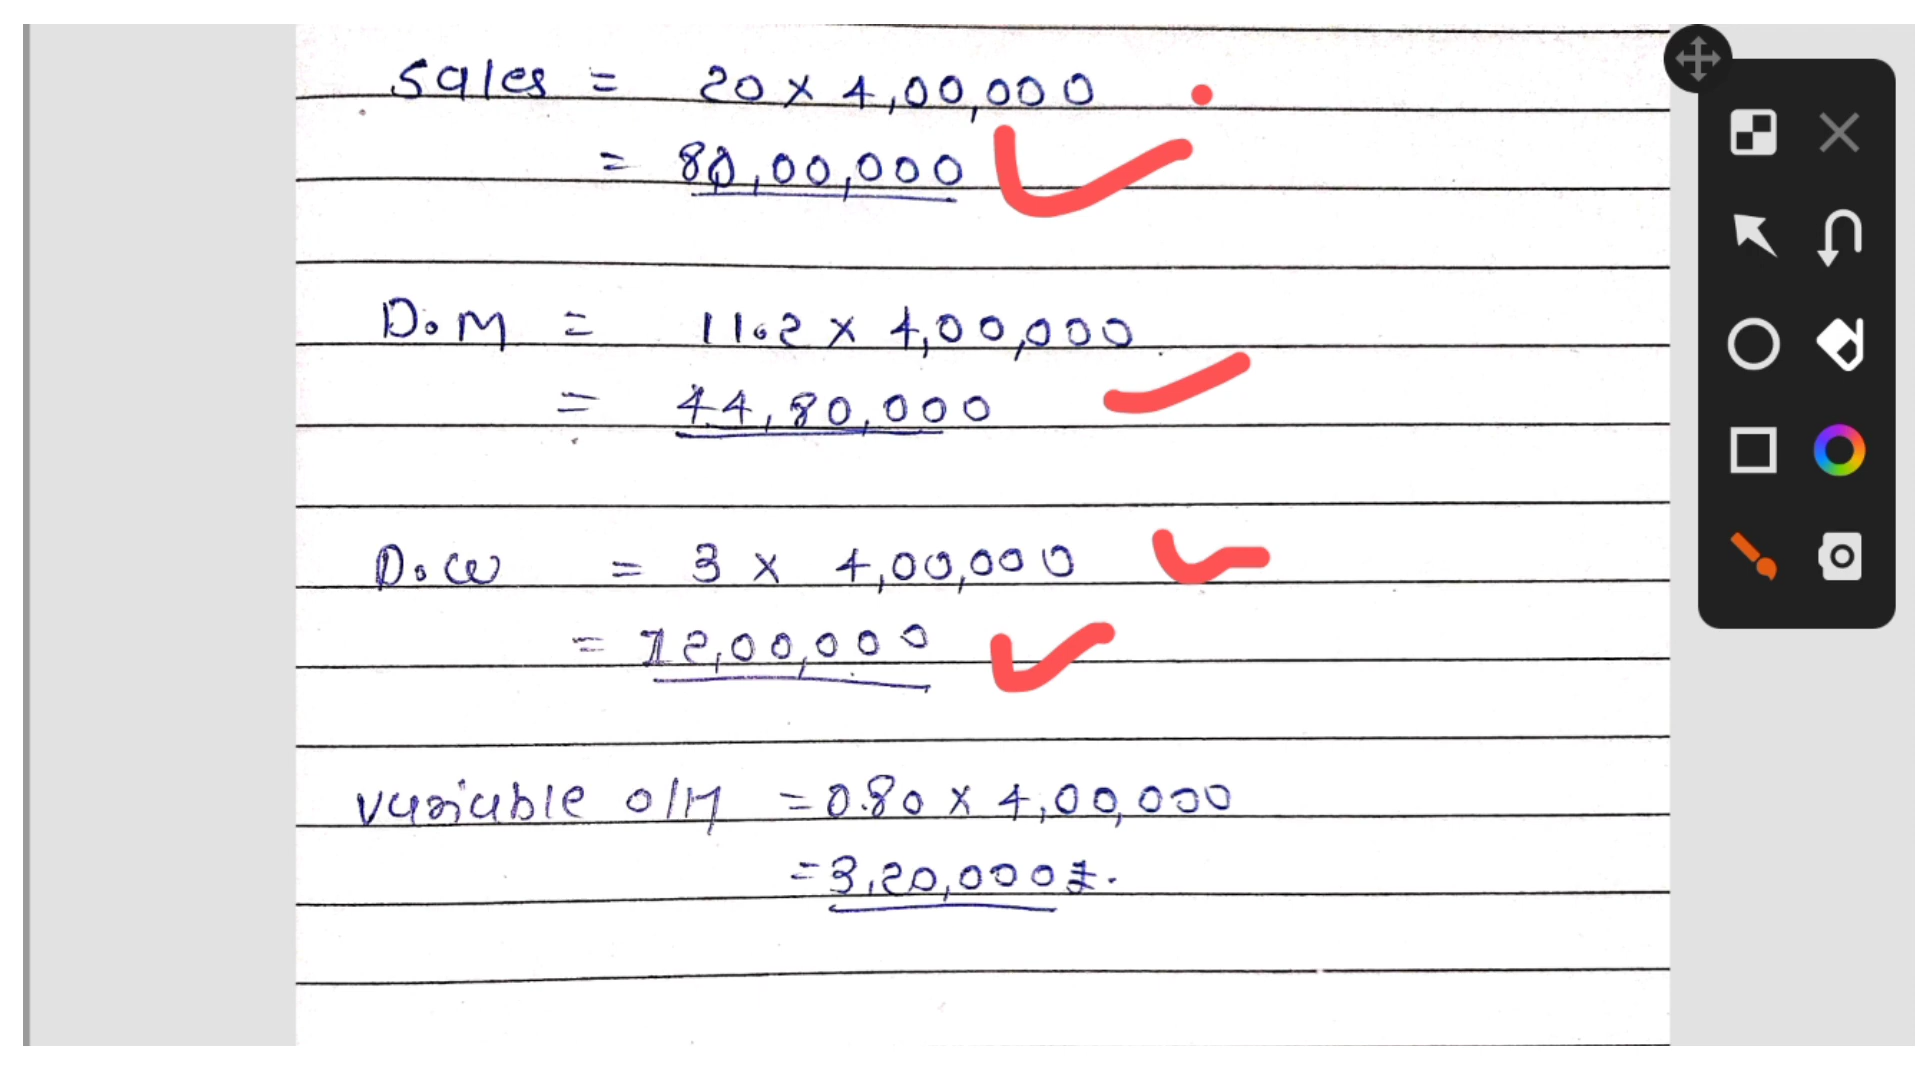 Sales = 20 x 4,00,000
= 80,00,000
D.M = 11.2 x 4,00,000
= 44,80,000
D.W = 3 x 4,00,000
= 12,00,000
Variable O/H = 0.80 x 4,00,000
= 3,20,000₹.